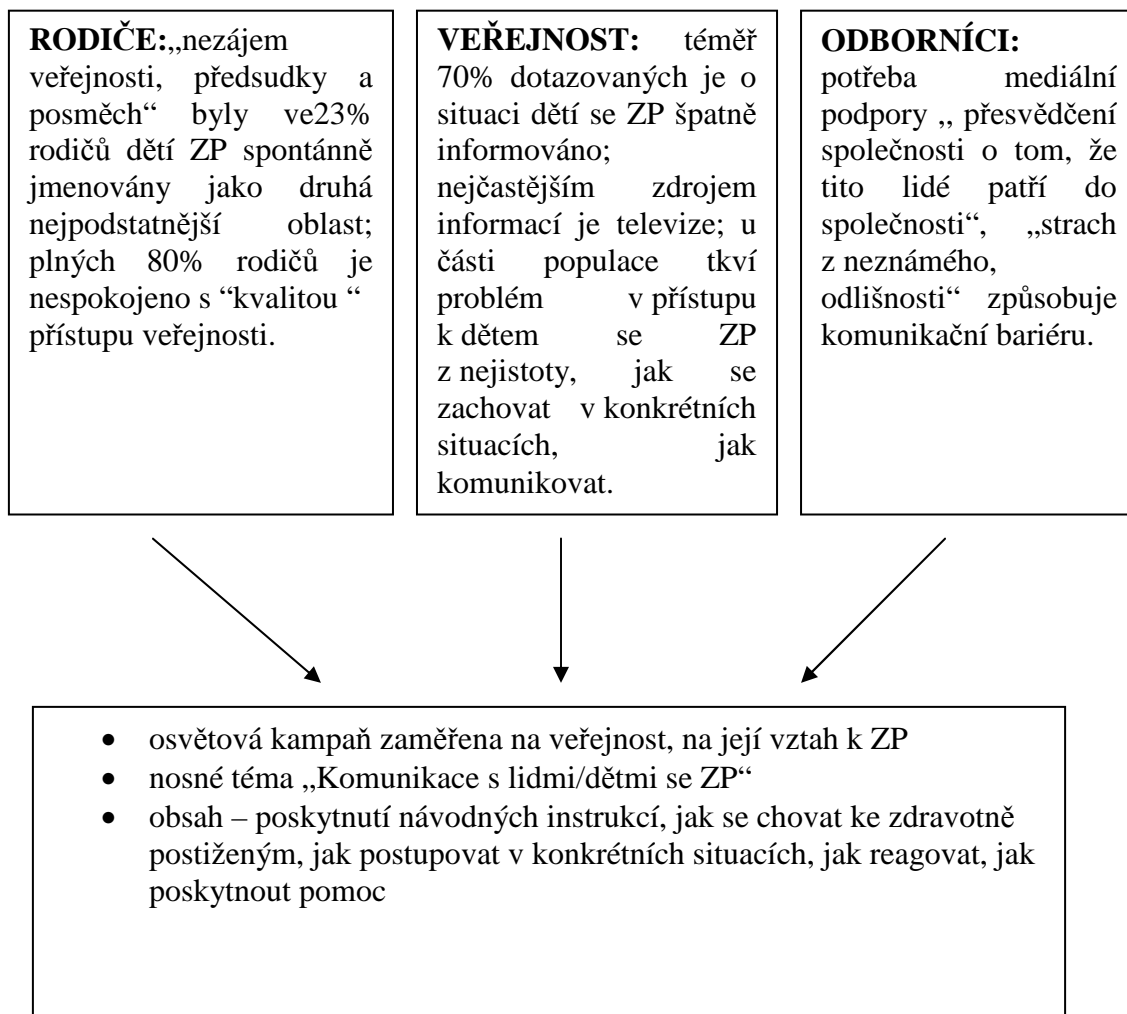 RODIČE:„nezájem
veřejnosti, předsudky a
posměch“ byly ve23%
rodičů dětí ZP spontánně
jmenovány jako druhá
nejpodstatnější oblast;
plných 80% rodičů je
nespokojeno s “kvalitou “
přístupu veřejnosti.
VEŘEJNOST: téměř
70% dotazovaných je o
situaci dětí se ZP špatně
informováno;
nejčastějším zdrojem
informací je televize; u
části populace tkví
problém v přístupu
k dětem se ZP
z nejistoty, jak se
zachovat v konkrétních
situacích, jak
komunikovat.
ODBORNÍCI:
potřeba mediální
podpory „ přesvědčení
společnosti o tom, že
tito lidé patří do
společnosti“, „strach
z neznámého,
odlišnosti“ způsobuje
komunikační bariéru.
• osvětová kampaň zaměřena na veřejnost, na její vztah k ZP
• nosné téma „Komunikace s lidmi/dětmi se ZP“
• obsah – poskytnutí návodných instrukcí, jak se chovat ke zdravotně
postiženým, jak postupovat v konkrétních situacích, jak reagovat, jak
poskytnout pomoc